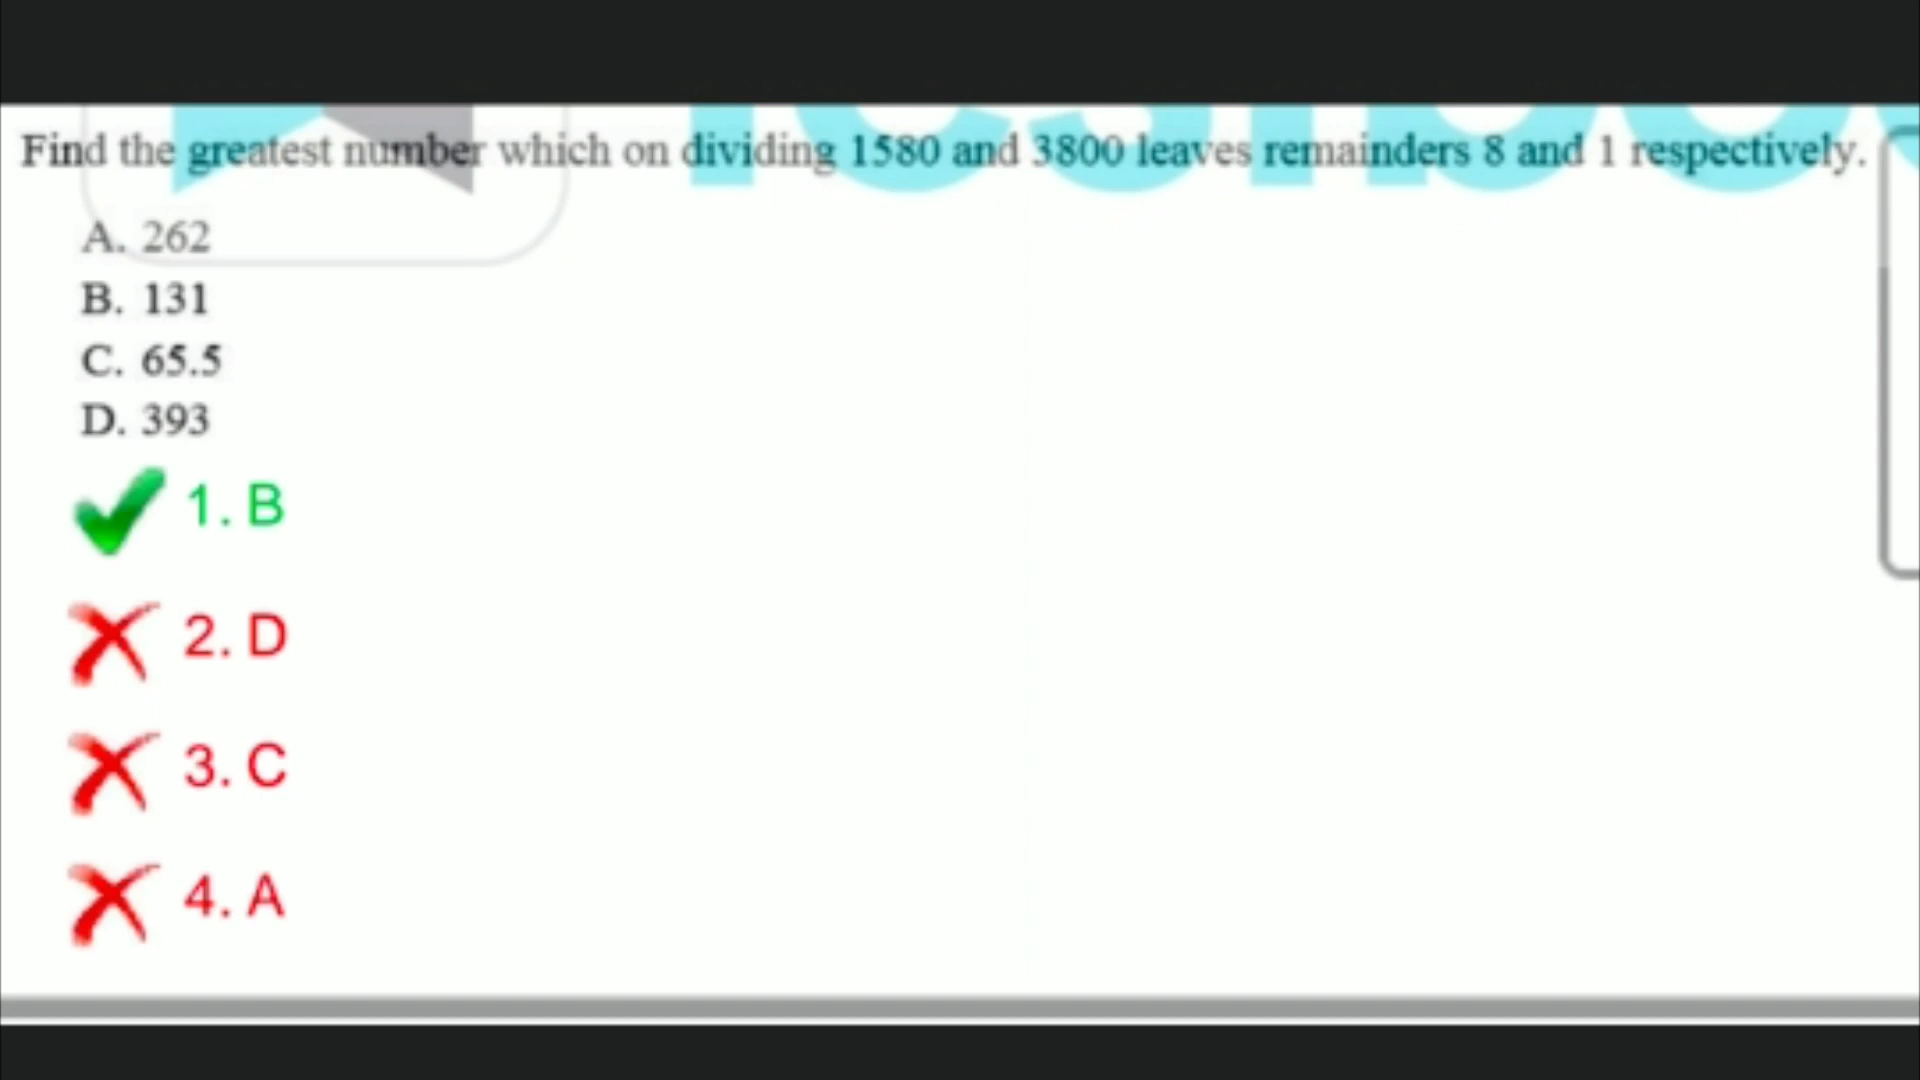 Find the greatest number which on dividing 1580 and 3800 leaves remainders 8 and 1 respectively.
A. 262
B. 131
C. 65.5
D. 393
1. B
2. D
3. C
4. A